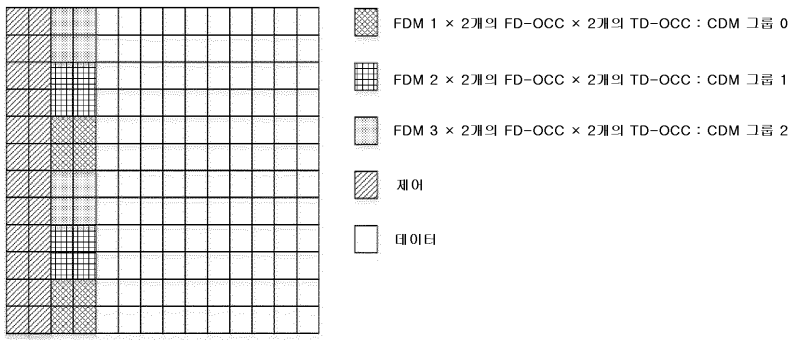 FDM 1 × 2개의 FD-OCC × 2개의 TD-OCC : CDM 그룹 0
FDM 2 × 2개의 FD-OCC × 2개의 TD-OCC : CDM 그룹 1
FDM 3 × 2개의 FD-OCC × 2개의 TD-OCC : CDM 그룹 2
제어
데이터